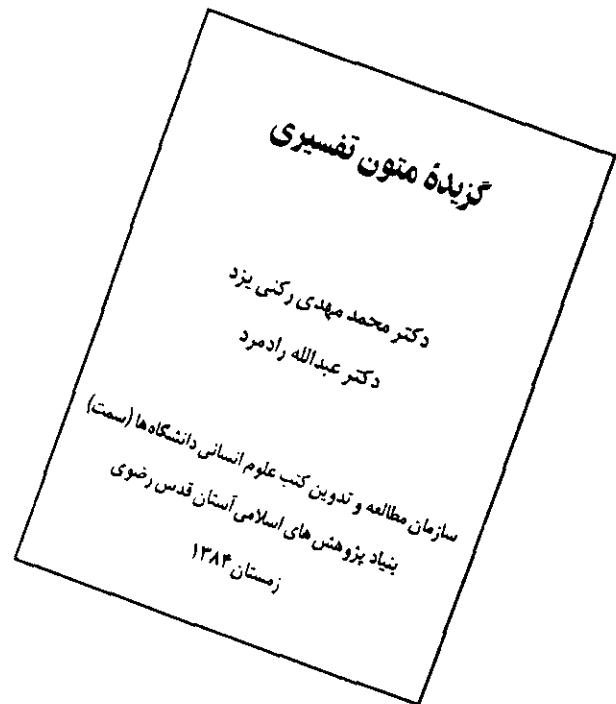 گزیدهٔ متون تفسیری
دکتر محمد مهدی رکنی یزد
دکتر عبدالله رادمرد
سازمان مطالعه و تدوین کتب علوم انسانی دانشگاه‌ها (سمت)
بنیاد پژوهش های اسلامی آستان قدس رضوی
زمستان ۱۳۸۴